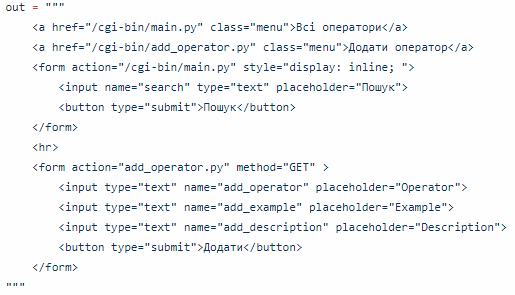 out = """
    <a href="/cgi-bin/main.py" class="menu">Всі оператори</a>
    <a href="/cgi-bin/add_operator.py" class="menu">Додати оператор</a>
    <form action="/cgi-bin/main.py" style="display: inline; ">
        <input name="search" type="text" placeholder="Пошук">
        <button type="submit">Пошук</button>
    </form>
    <hr>
    <form action="add_operator.py" method="GET" >
        <input type="text" name="add_operator" placeholder="Operator">
        <input type="text" name="add_example" placeholder="Example">
        <input type="text" name="add_description" placeholder="Description">
        <button type="submit">Додати</button>
    </form>
"""